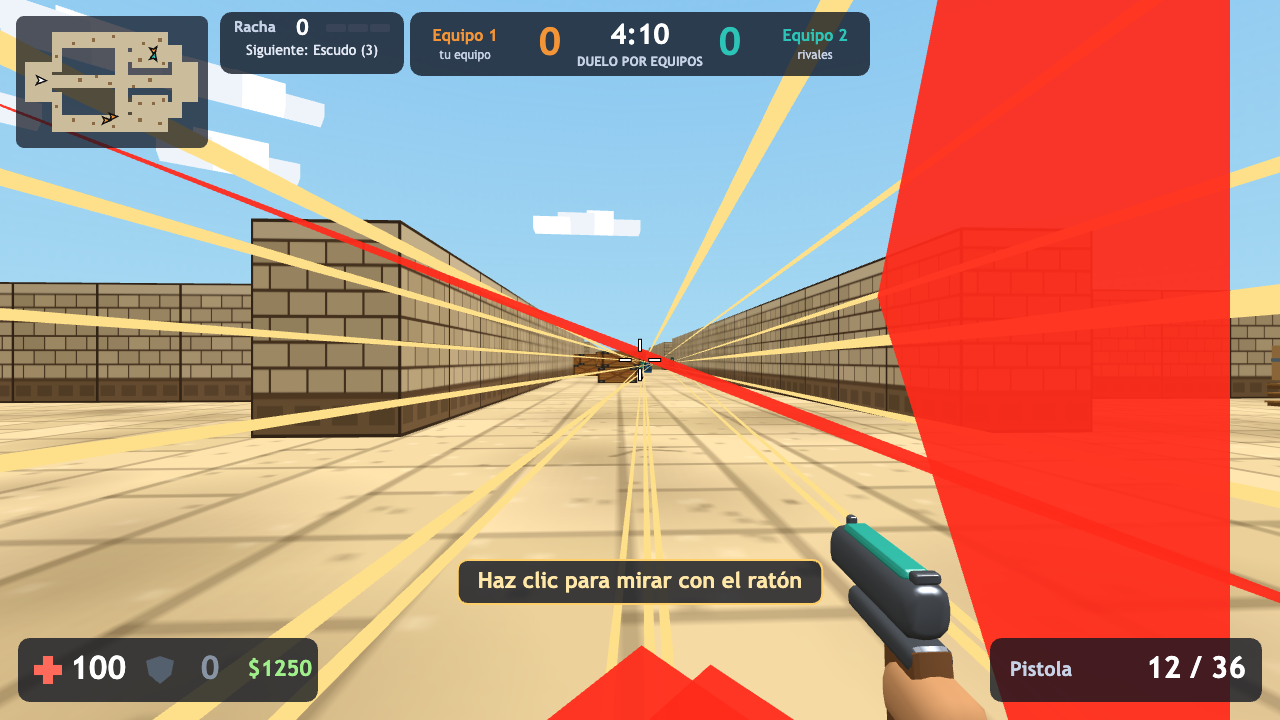 Racha 0
Siguiente: Escudo (3)
Equipo 1
tu equipo
0
4:10
DUELO POR EQUIPOS
0
Equipo 2
rivales
Haz clic para mirar con el ratón
100
0
$1250
Pistola
12 / 36